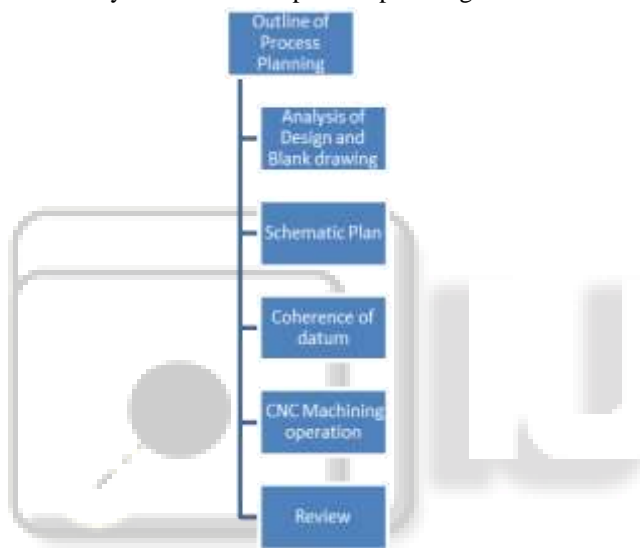 Outline of
Process
Planning
Analysis of
Design and
Blank drawing
Schematic Plan
Coherence of
datum
CNC Machining
operation
Review